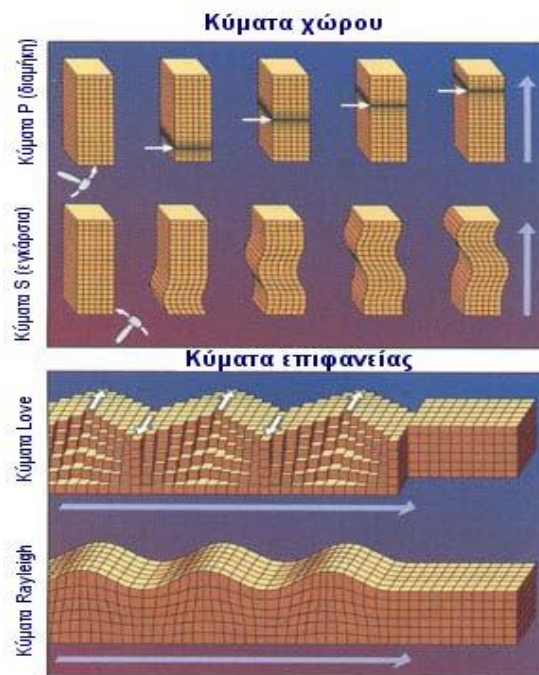 Κύματα χώρου
Κύματα P (διαμήκη)
Κύματα S (εγκάρσια)
Κύματα επιφανείας
Κύματα Love
Κύματα Rayleigh